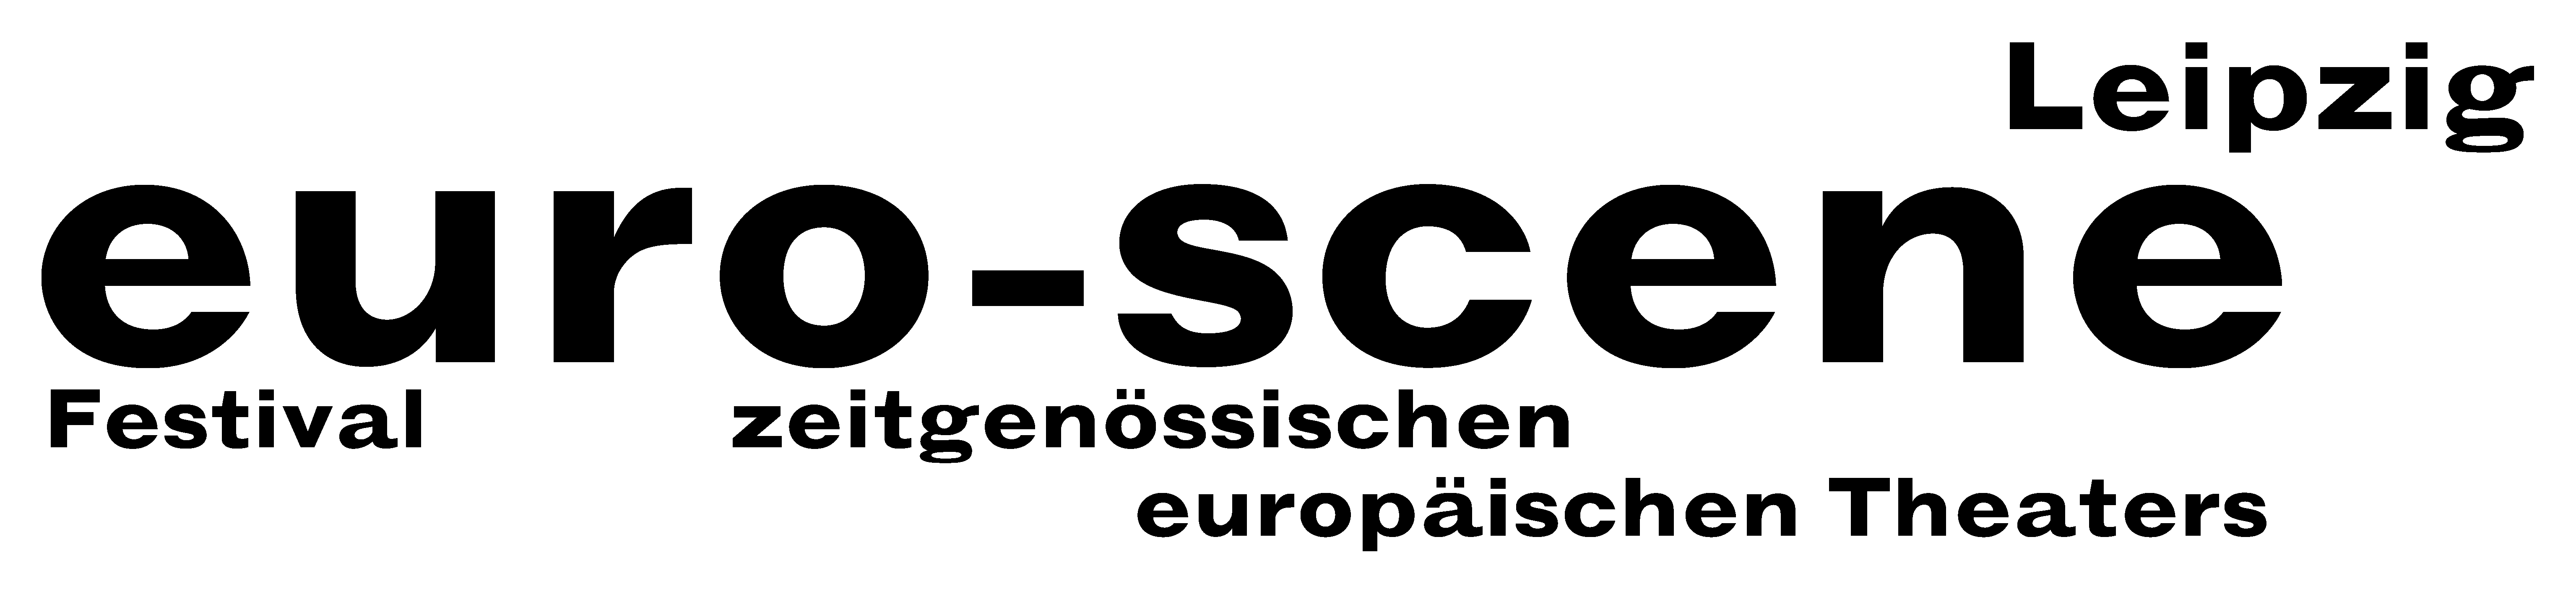 Leipzig
euro-scene
Festival zeitgenössischen
europäischen Theaters